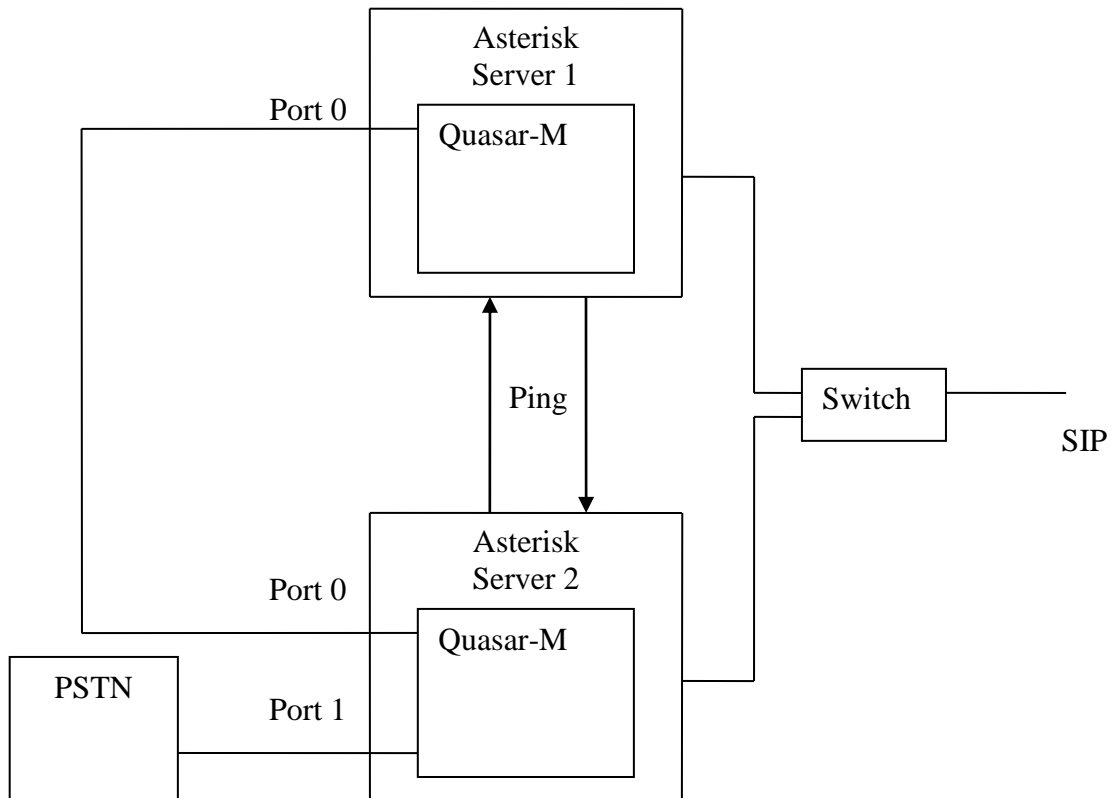 Asterisk
Server 1
Port 0
Quasar-M
Ping
Switch
SIP
Asterisk
Server 2
Port 0
Quasar-M
PSTN
Port 1